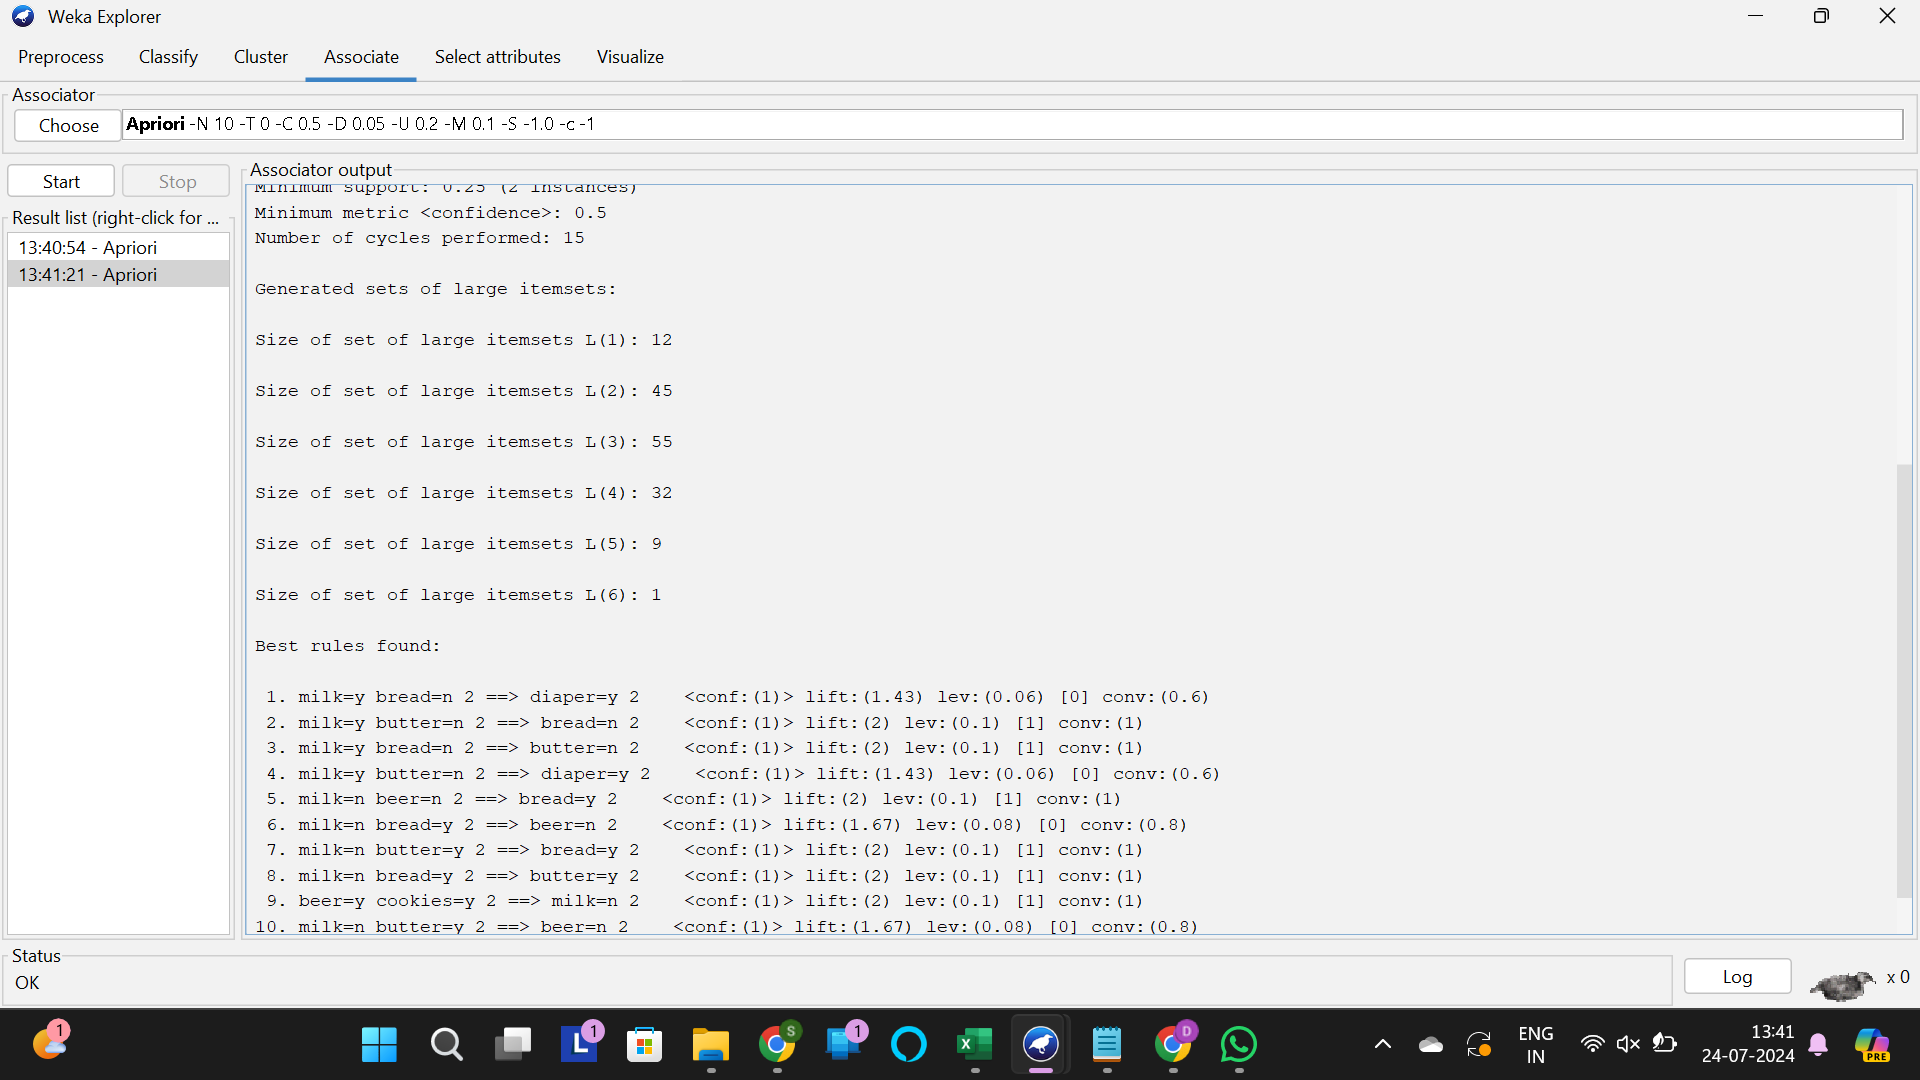 Weka Explorer
Preprocess Classify Cluster Associate Select attributes Visualize
Associator
Choose Apriori -N 10 -T 0 -C 0.5 -D 0.05 -U 0.2 -M 0.1 -S -1.0 -c -1
Start Stop
Result list (right-click for ...
13:40:54 - Apriori
13:41:21 - Apriori
Associator output
Minimum support: 0.25 (2 instances)
Minimum metric <confidence>: 0.5
Number of cycles performed: 15
Generated sets of large itemsets:
Size of set of large itemsets L(1): 12
Size of set of large itemsets L(2): 45
Size of set of large itemsets L(3): 55
Size of set of large itemsets L(4): 32
Size of set of large itemsets L(5): 9
Size of set of large itemsets L(6): 1
Best rules found:
1. milk=y bread=n 2 ==> diaper=y 2 <conf:(1)> lift:(1.43) lev:(0.06) [0] conv:(0.6)
2. milk=y butter=n 2 ==> bread=n 2 <conf:(1)> lift:(2) lev:(0.1) [1] conv:(1)
3. milk=y bread=n 2 ==> butter=n 2 <conf:(1)> lift:(2) lev:(0.1) [1] conv:(1)
4. milk=y butter=n 2 ==> diaper=y 2 <conf:(1)> lift:(1.43) lev:(0.06) [0] conv:(0.6)
5. milk=n beer=n 2 ==> bread=y 2 <conf:(1)> lift:(2) lev:(0.1) [1] conv:(1)
6. milk=n bread=y 2 ==> beer=n 2 <conf:(1)> lift:(1.67) lev:(0.08) [0] conv:(0.8)
7. milk=n butter=y 2 ==> bread=y 2 <conf:(1)> lift:(2) lev:(0.1) [1] conv:(1)
8. milk=n bread=y 2 ==> butter=y 2 <conf:(1)> lift:(2) lev:(0.1) [1] conv:(1)
9. beer=y cookies=y 2 ==> milk=n 2 <conf:(1)> lift:(2) lev:(0.1) [1] conv:(1)
10. milk=n butter=y 2 ==> beer=n 2 <conf:(1)> lift:(1.67) lev:(0.08) [0] conv:(0.8)
Status
OK
Log
x 0
1
L 1
S
1
X
D
ENG
IN
13:41
24-07-2024
PRE